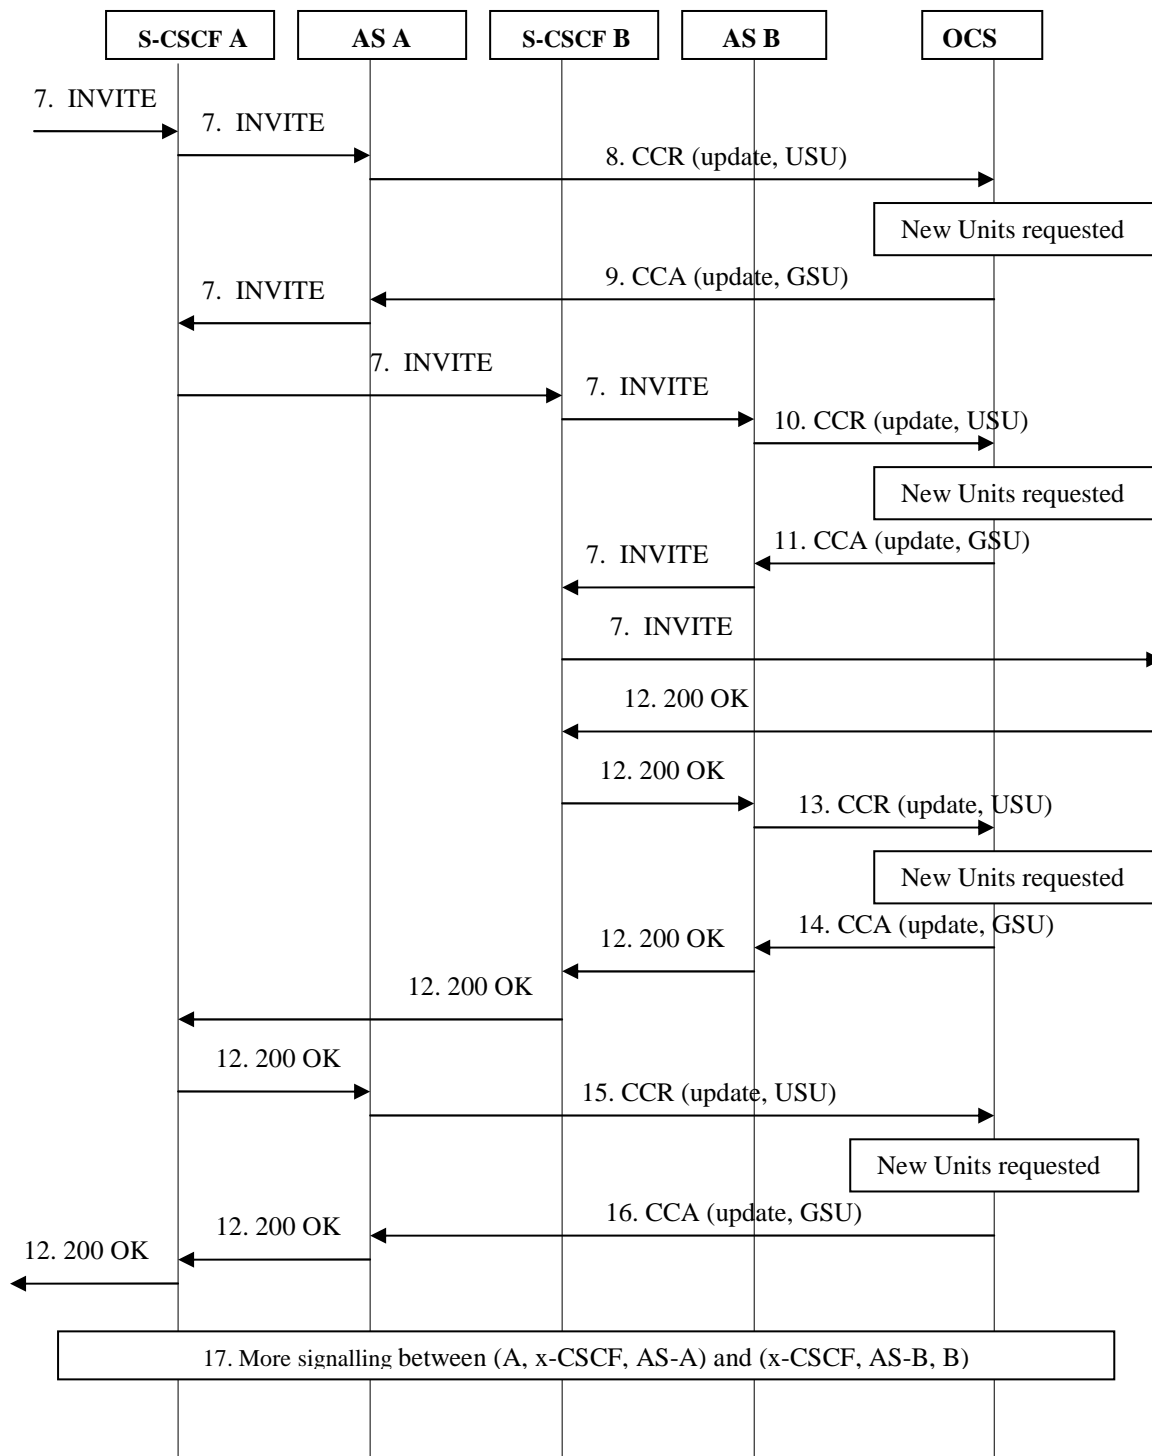 S-CSCF A
AS A
S-CSCF B
AS B
OCS
7. INVITE
7. INVITE
8. CCR (update, USU)
New Units requested
9. CCA (update, GSU)
7. INVITE
7. INVITE
7. INVITE
10. CCR (update, USU)
New Units requested
11. CCA (update, GSU)
7. INVITE
7. INVITE
12. 200 OK
12. 200 OK
13. CCR (update, USU)
New Units requested
14. CCA (update, GSU)
12. 200 OK
12. 200 OK
12. 200 OK
15. CCR (update, USU)
New Units requested
16. CCA (update, GSU)
12. 200 OK
12. 200 OK
17. More signalling between (A, x-CSCF, AS-A) and (x-CSCF, AS-B, B)